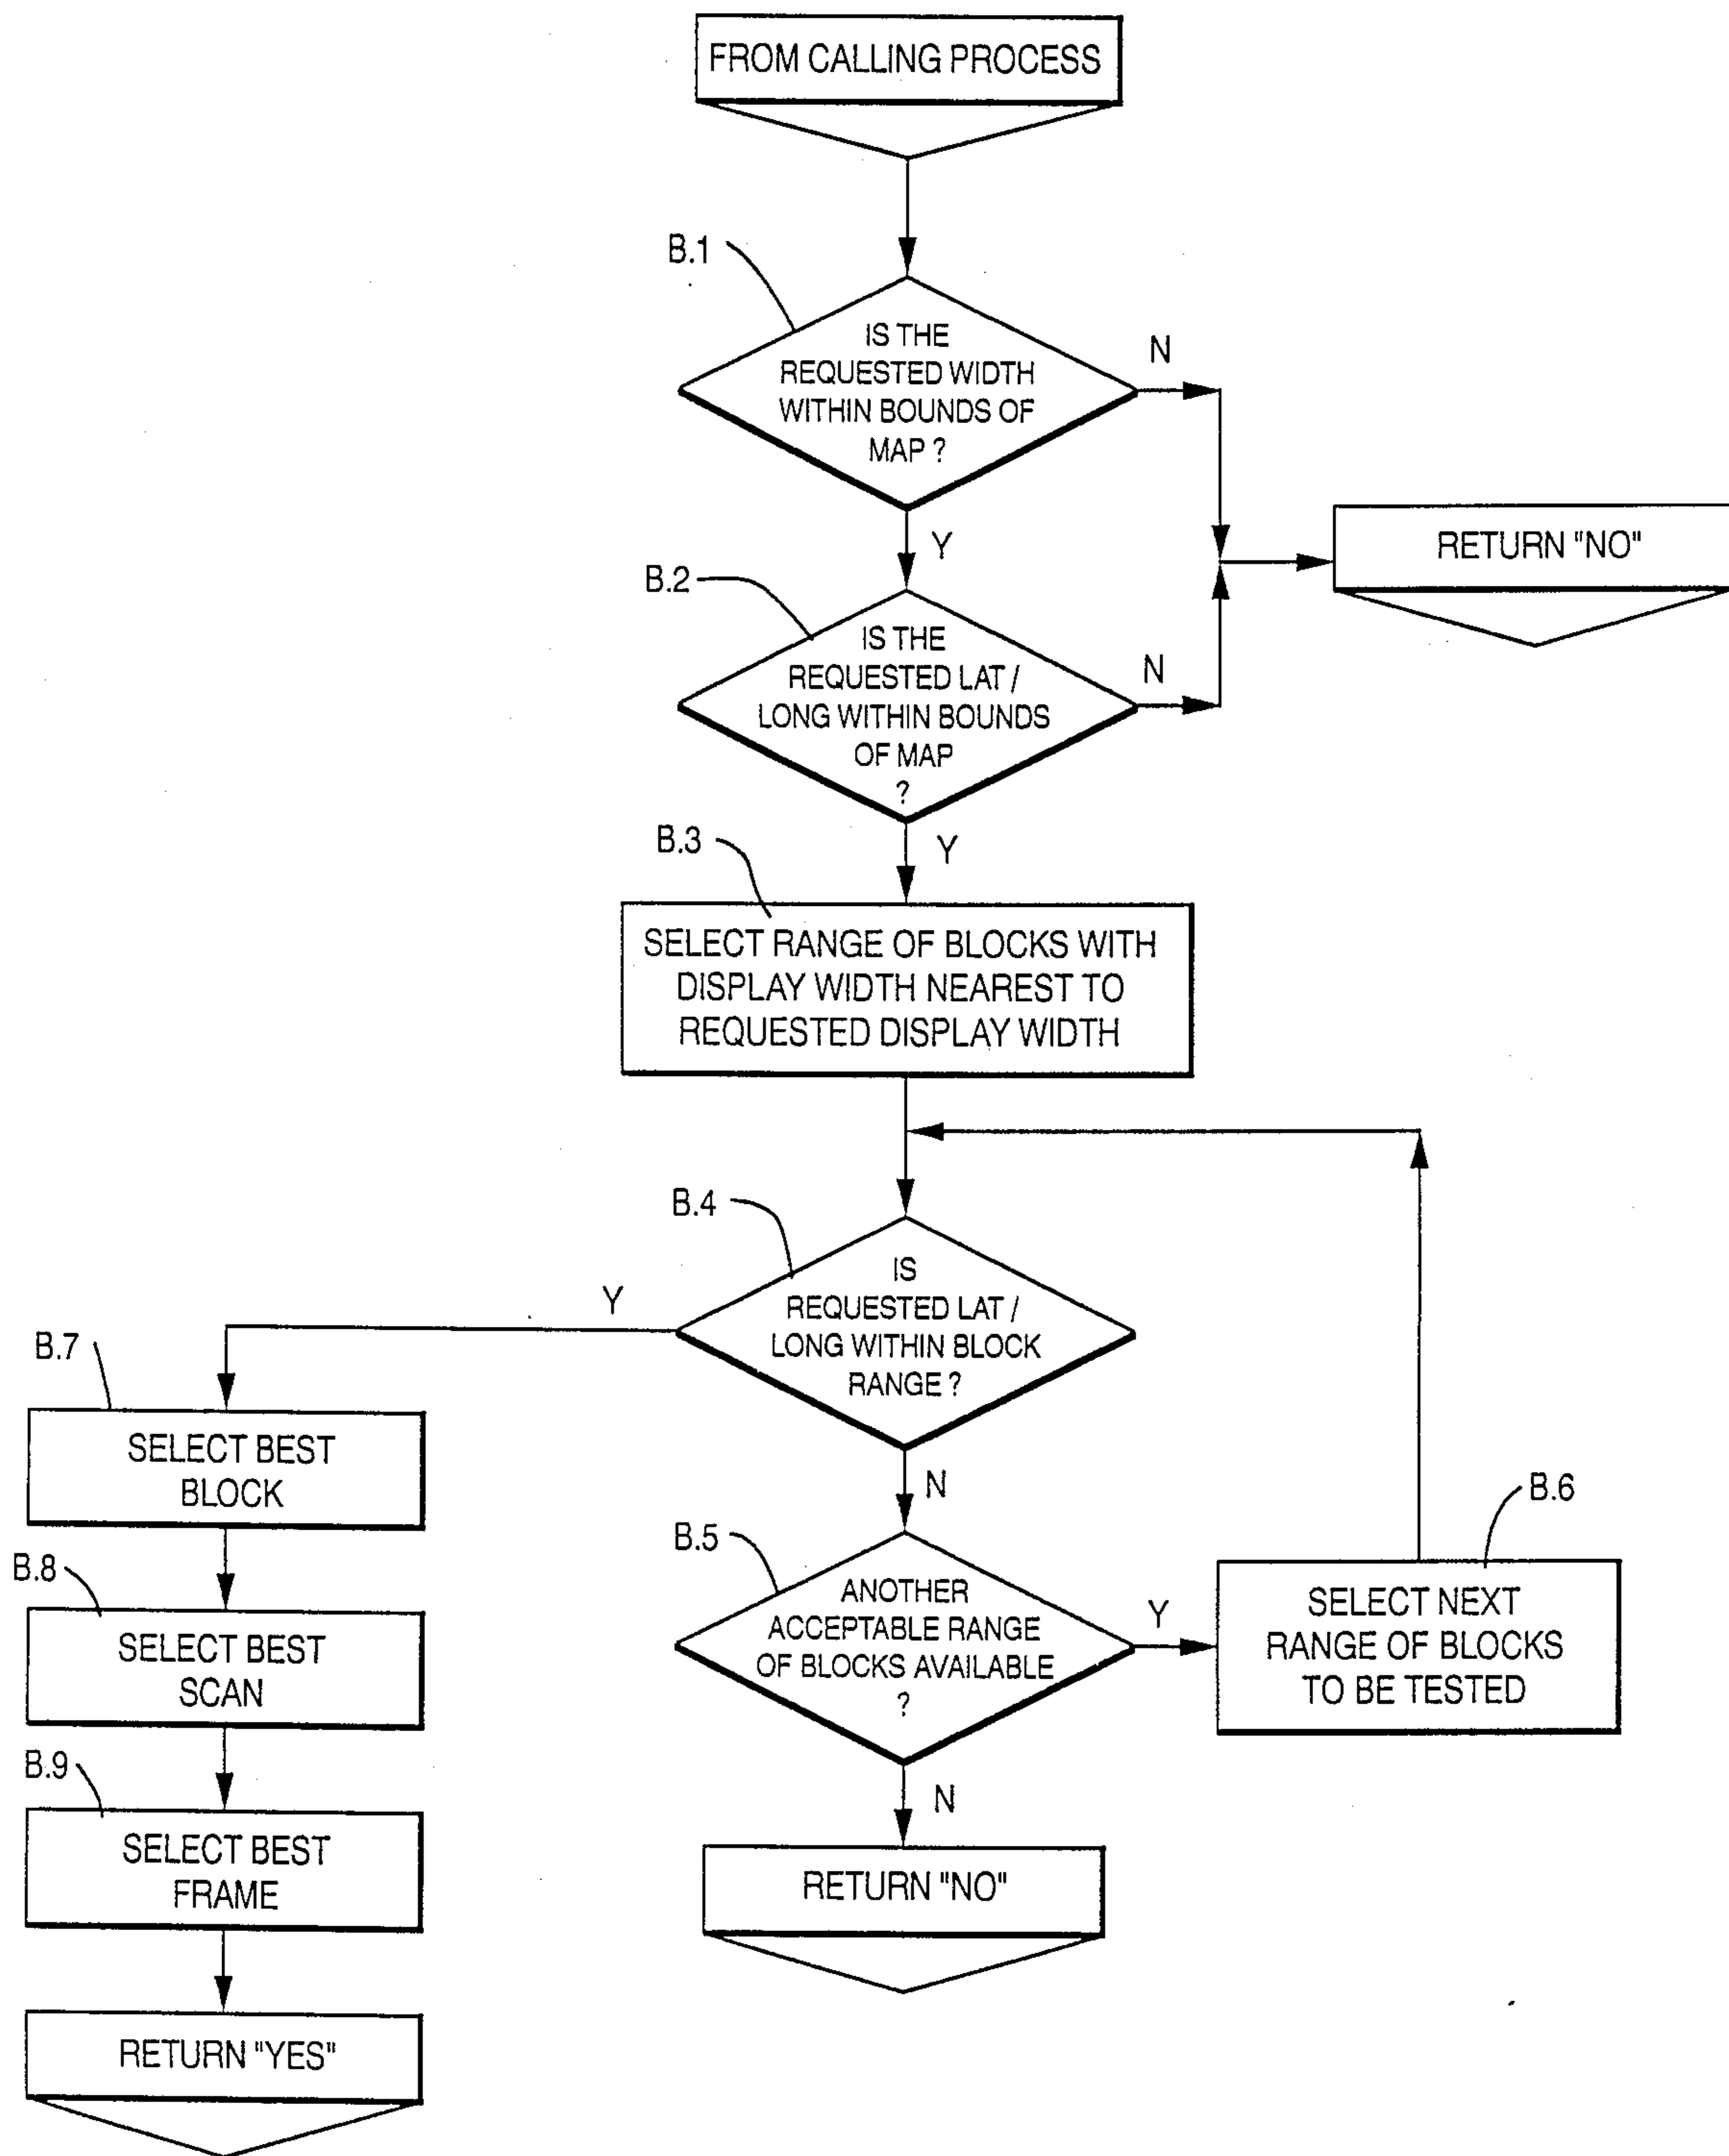 FROM CALLING PROCESS
B.1
IS THE
REQUESTED WIDTH
WITHIN BOUNDS OF
MAP ?
N
Y
RETURN "NO"
B.2
IS THE
REQUESTED LAT /
LONG WITHIN BOUNDS
OF MAP
?
N
Y
B.3
SELECT RANGE OF BLOCKS WITH
DISPLAY WIDTH NEAREST TO
REQUESTED DISPLAY WIDTH
B.4
IS
REQUESTED LAT /
LONG WITHIN BLOCK
RANGE ?
Y
N
B.5
ANOTHER
ACCEPTABLE RANGE
OF BLOCKS AVAILABLE
?
Y
N
B.6
SELECT NEXT
RANGE OF BLOCKS
TO BE TESTED
RETURN "NO"
B.7
SELECT BEST
BLOCK
B.8
SELECT BEST
SCAN
B.9
SELECT BEST
FRAME
RETURN "YES"